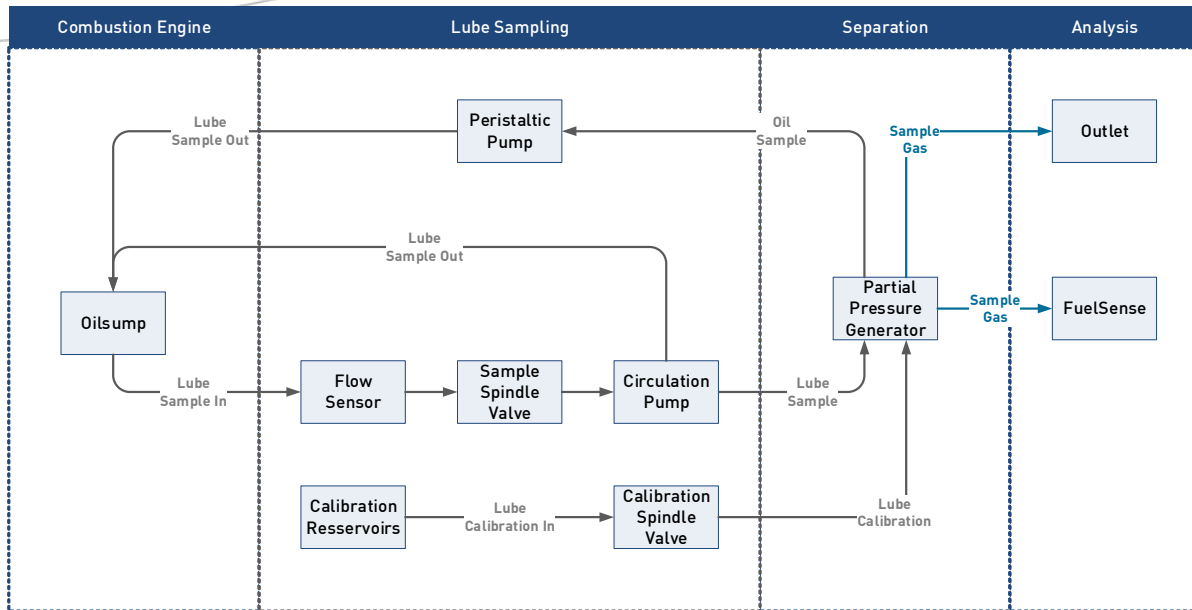 Combustion Engine
Lube Sampling
Separation
Analysis
Lube
Sample Out
Peristaltic
Pump
Oil
Sample
Sample
Gas
Outlet
Lube
Sample Out
Oilsump
Partial
Pressure
Generator
Sample
Gas
FuelSense
Lube
Sample In
Flow
Sensor
Sample
Spindle
Valve
Circulation
Pump
Lube
Sample
Calibration
Resservoirs
Lube
Calibration In
Calibration
Spindle
Valve
Lube
Calibration